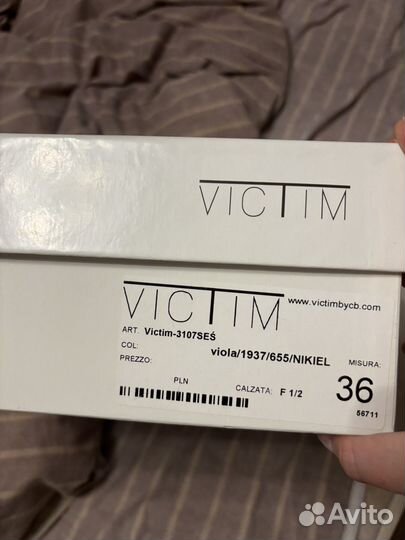 VICTIM
VICTIM www.victimbycb.com
ART. Victim-3107SEŚ
COL: viola/1937/655/NIKIEL MISURA:
PREZZO: 36
PLN CALZATA: F 1/2
56711
Avito